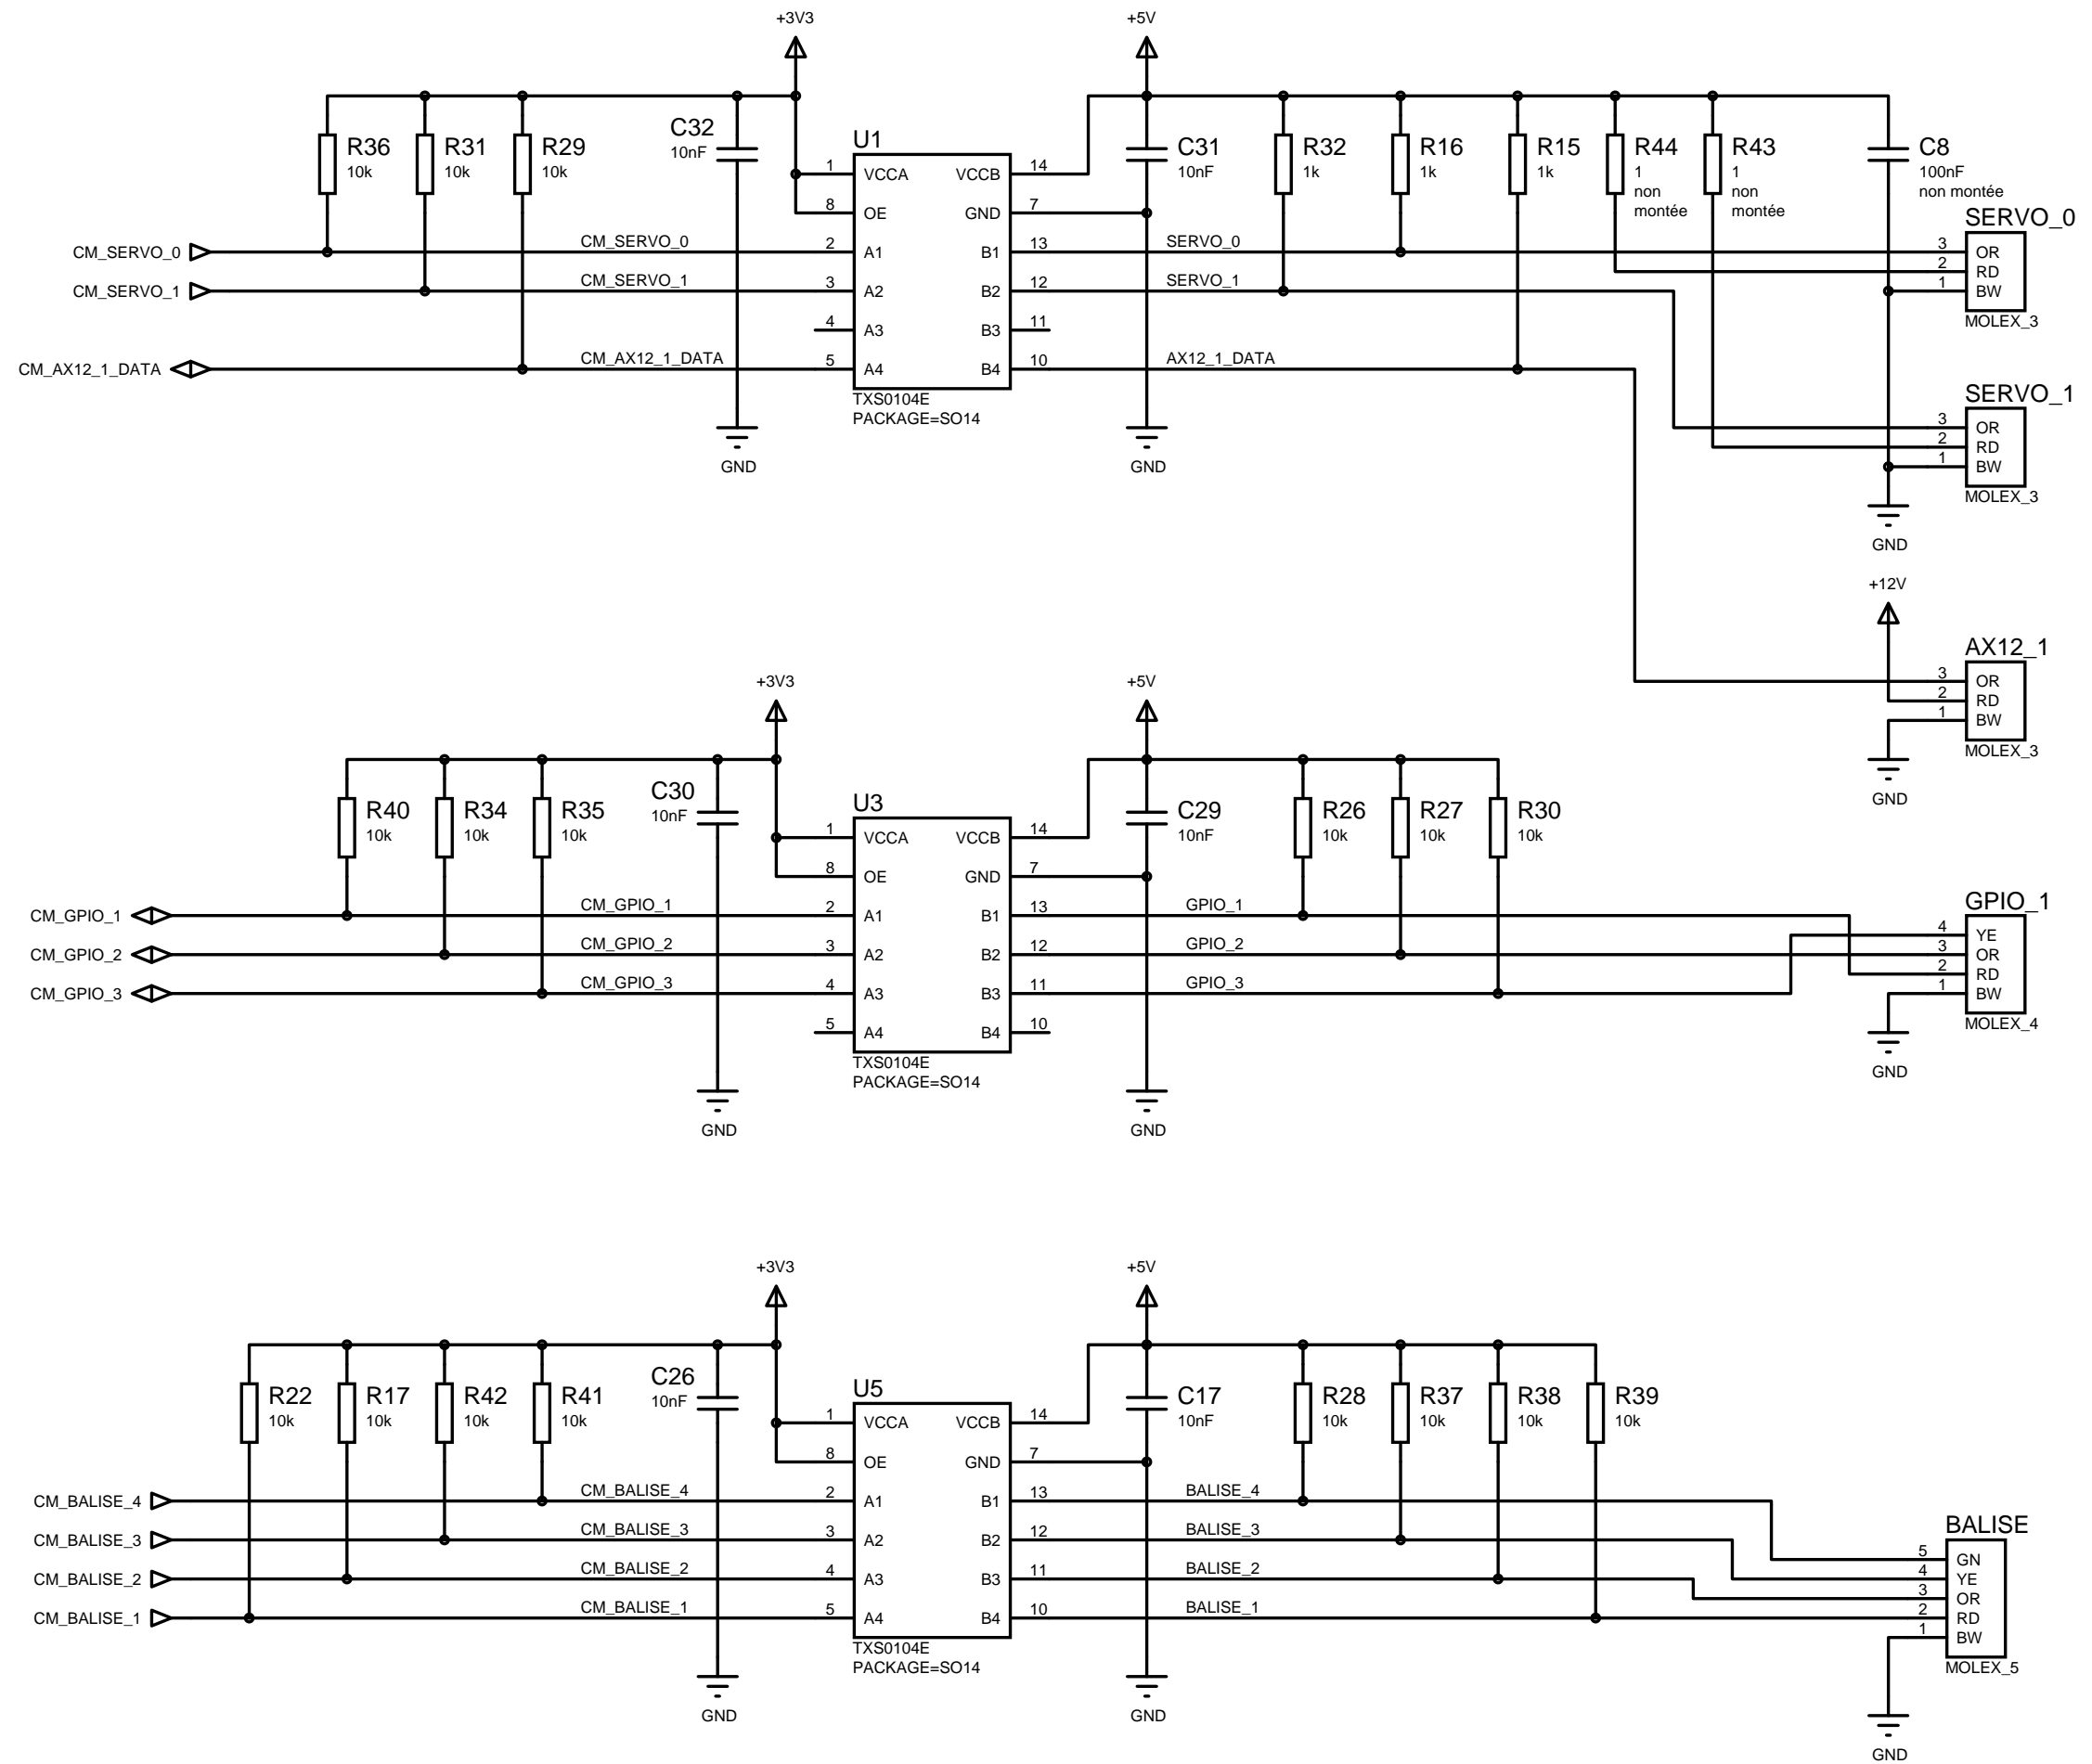 +3V3
+5V
R36
10k
R31
10k
R29
10k
C32
10nF
U1
C31
10nF
R32
1k
R16
1k
R15
1k
R44
1
non
montée
R43
1
non
montée
C8
100nF
non montée
1 VCCA VCCB 14
8 OE GND 7
CM_SERVO_0 CM_SERVO_0 2 A1 B1 13 SERVO_0
CM_SERVO_1 CM_SERVO_1 3 A2 B2 12 SERVO_1
4 A3 B3 11
CM_AX12_1_DATA CM_AX12_1_DATA 5 A4 B4 10 AX12_1_DATA
TXS0104E
PACKAGE=SO14
GND
GND
SERVO_0
3 OR
2 RD
1 BW
MOLEX_3
SERVO_1
3 OR
2 RD
1 BW
MOLEX_3
GND
+12V
AX12_1
3 OR
2 RD
1 BW
MOLEX_3
GND
+3V3
+5V
R40
10k
R34
10k
R35
10k
C30
10nF
U3
C29
10nF
R26
10k
R27
10k
R30
10k
1 VCCA VCCB 14
8 OE GND 7
CM_GPIO_1 CM_GPIO_1 2 A1 B1 13 GPIO_1
CM_GPIO_2 CM_GPIO_2 3 A2 B2 12 GPIO_2
CM_GPIO_3 CM_GPIO_3 4 A3 B3 11 GPIO_3
5 A4 B4 10
TXS0104E
PACKAGE=SO14
GND
GND
GPIO_1
4 YE
3 OR
2 RD
1 BW
MOLEX_4
GND
+3V3
+5V
R22
10k
R17
10k
R42
10k
R41
10k
C26
10nF
U5
C17
10nF
R28
10k
R37
10k
R38
10k
R39
10k
1 VCCA VCCB 14
8 OE GND 7
CM_BALISE_4 CM_BALISE_4 2 A1 B1 13 BALISE_4
CM_BALISE_3 CM_BALISE_3 3 A2 B2 12 BALISE_3
CM_BALISE_2 CM_BALISE_2 4 A3 B3 11 BALISE_2
CM_BALISE_1 CM_BALISE_1 5 A4 B4 10 BALISE_1
TXS0104E
PACKAGE=SO14
GND
GND
BALISE
5 GN
4 YE
3 OR
2 RD
1 BW
MOLEX_5
GND